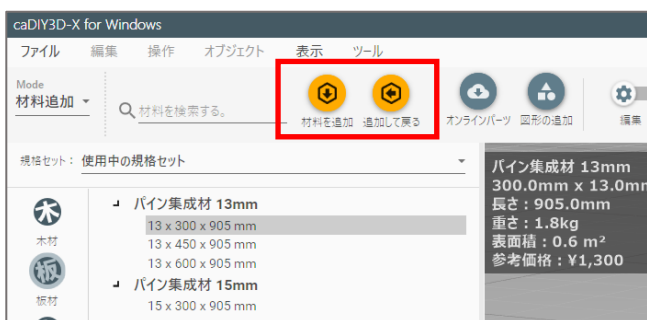 caDIY3D-X for Windows
ファイル 編集 操作 オブジェクト 表示 ツール
Mode
材料追加
材料を検索する。
材料を追加 追加して戻る オンラインパーツ 図形の追加 編集
規格セット： 使用中の規格セット
木
木材
板
板材
パイン集成材 13mm
13 x 300 x 905 mm
13 x 450 x 905 mm
13 x 600 x 905 mm
パイン集成材 15mm
15 x 300 x 905 mm
パイン集成材 13mm
300.0mm x 13.0mm
長さ：905.0mm
重さ：1.8kg
表面積：0.6 m²
参考価格：¥1,300